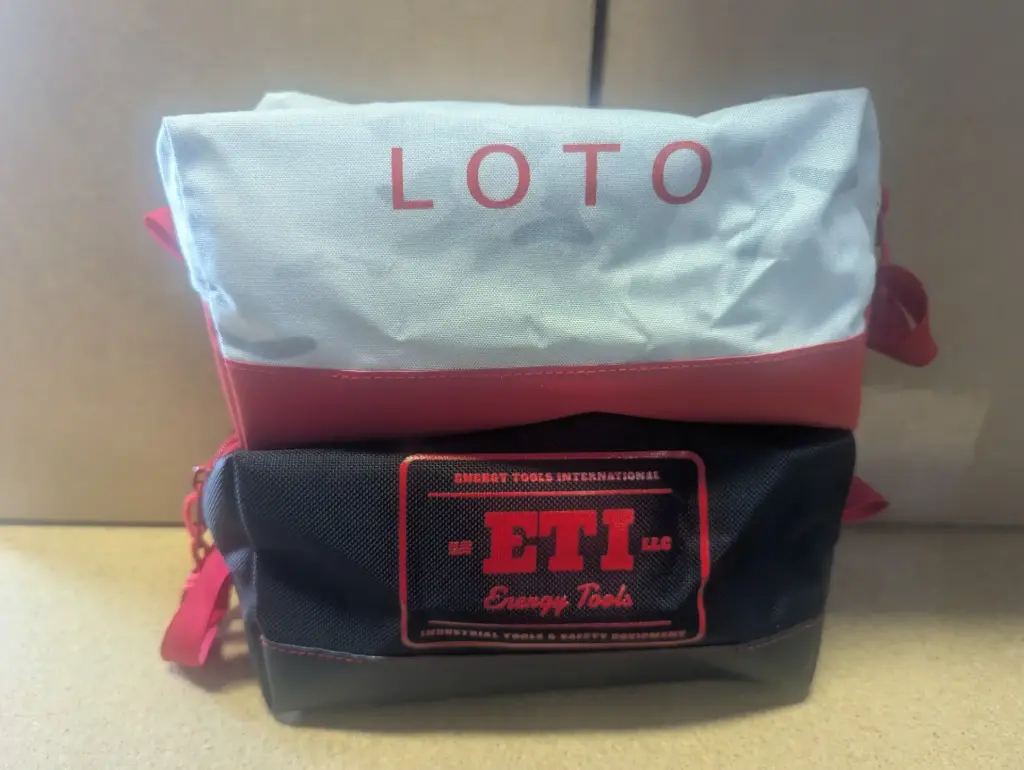 LOTO
ENERGY TOOLS INTERNATIONAL
ETI
LLC
Energy Tools
INDUSTRIAL TOOLS & SAFETY EQUIPMENT